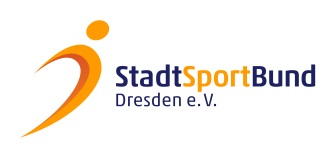 StadtSportBund
Dresden e. V.